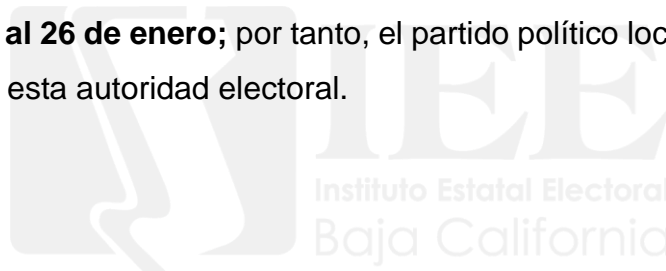 al 26 de enero; por tanto, el partido político loc
esta autoridad electoral.
IEE
Instituto Estatal Electoral
Baja California